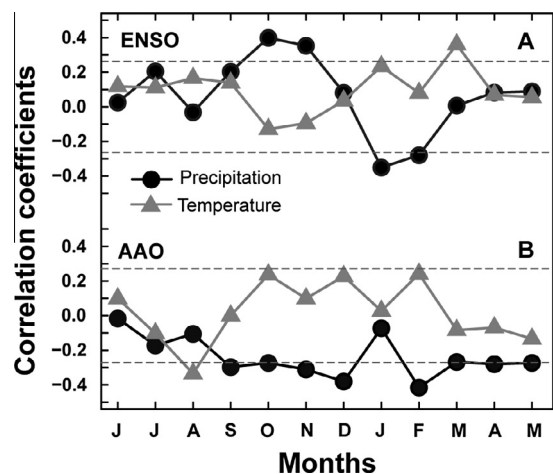 ENSO
A
0.4
0.2
0.0
−0.2
−0.4
Precipitation
Temperature
Correlation coefficients
AAO
B
0.4
0.2
0.0
−0.2
−0.4
J J A S O N D J F M A M
Months